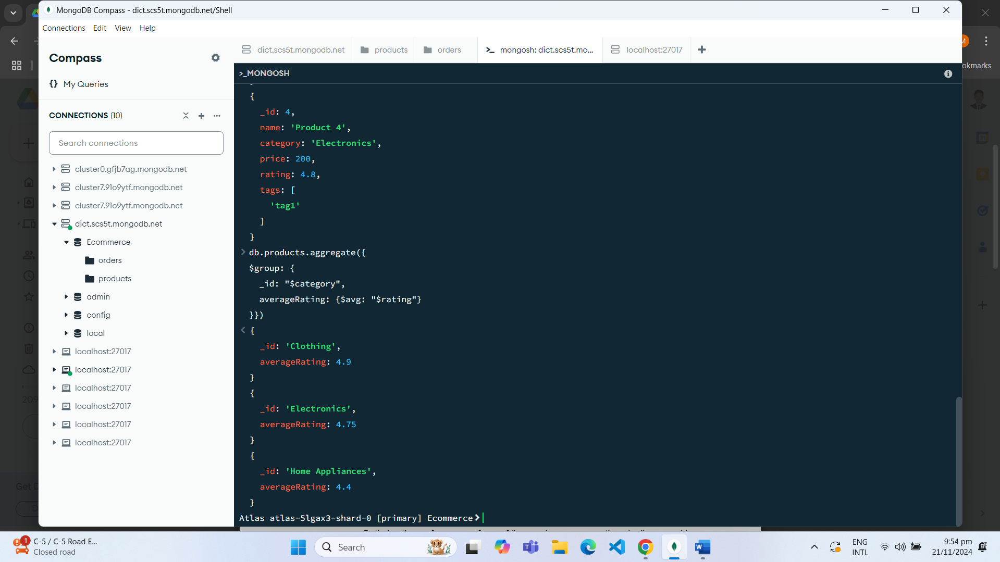 MongoDB Compass - dict.scs5t.mongodb.net/Shell
Connections Edit View Help
Compass
{} My Queries
CONNECTIONS (10)
Search connections
cluster0.gfjb7ag.mongodb.net
cluster7.91o9ytf.mongodb.net
cluster7.91o9ytf.mongodb.net
dict.scs5t.mongodb.net
Ecommerce
orders
products
admin
config
local
localhost:27017
localhost:27017
localhost:27017
localhost:27017
localhost:27017
localhost:27017
dict.scs5t.mongodb.net
products
orders
mongosh: dict.scs5t.mo...
localhost:27017
okmarks
>_MONGOSH
{
_id: 4,
name: 'Product 4',
category: 'Electronics',
price: 200,
rating: 4.8,
tags: [
'tag1'
]
}
> db.products.aggregate({
$group: {
_id: "$category",
averageRating: {$avg: "$rating"}
}})
< {
_id: 'Clothing',
averageRating: 4.9
}
{
_id: 'Electronics',
averageRating: 4.75
}
{
_id: 'Home Appliances',
averageRating: 4.4
}
Atlas atlas-5lgax3-shard-0 [primary] Ecommerce>
209
Get D
1
C-5 / C-5 Road E...
Closed road
Search
ENG
INTL
9:54 pm
21/11/2024